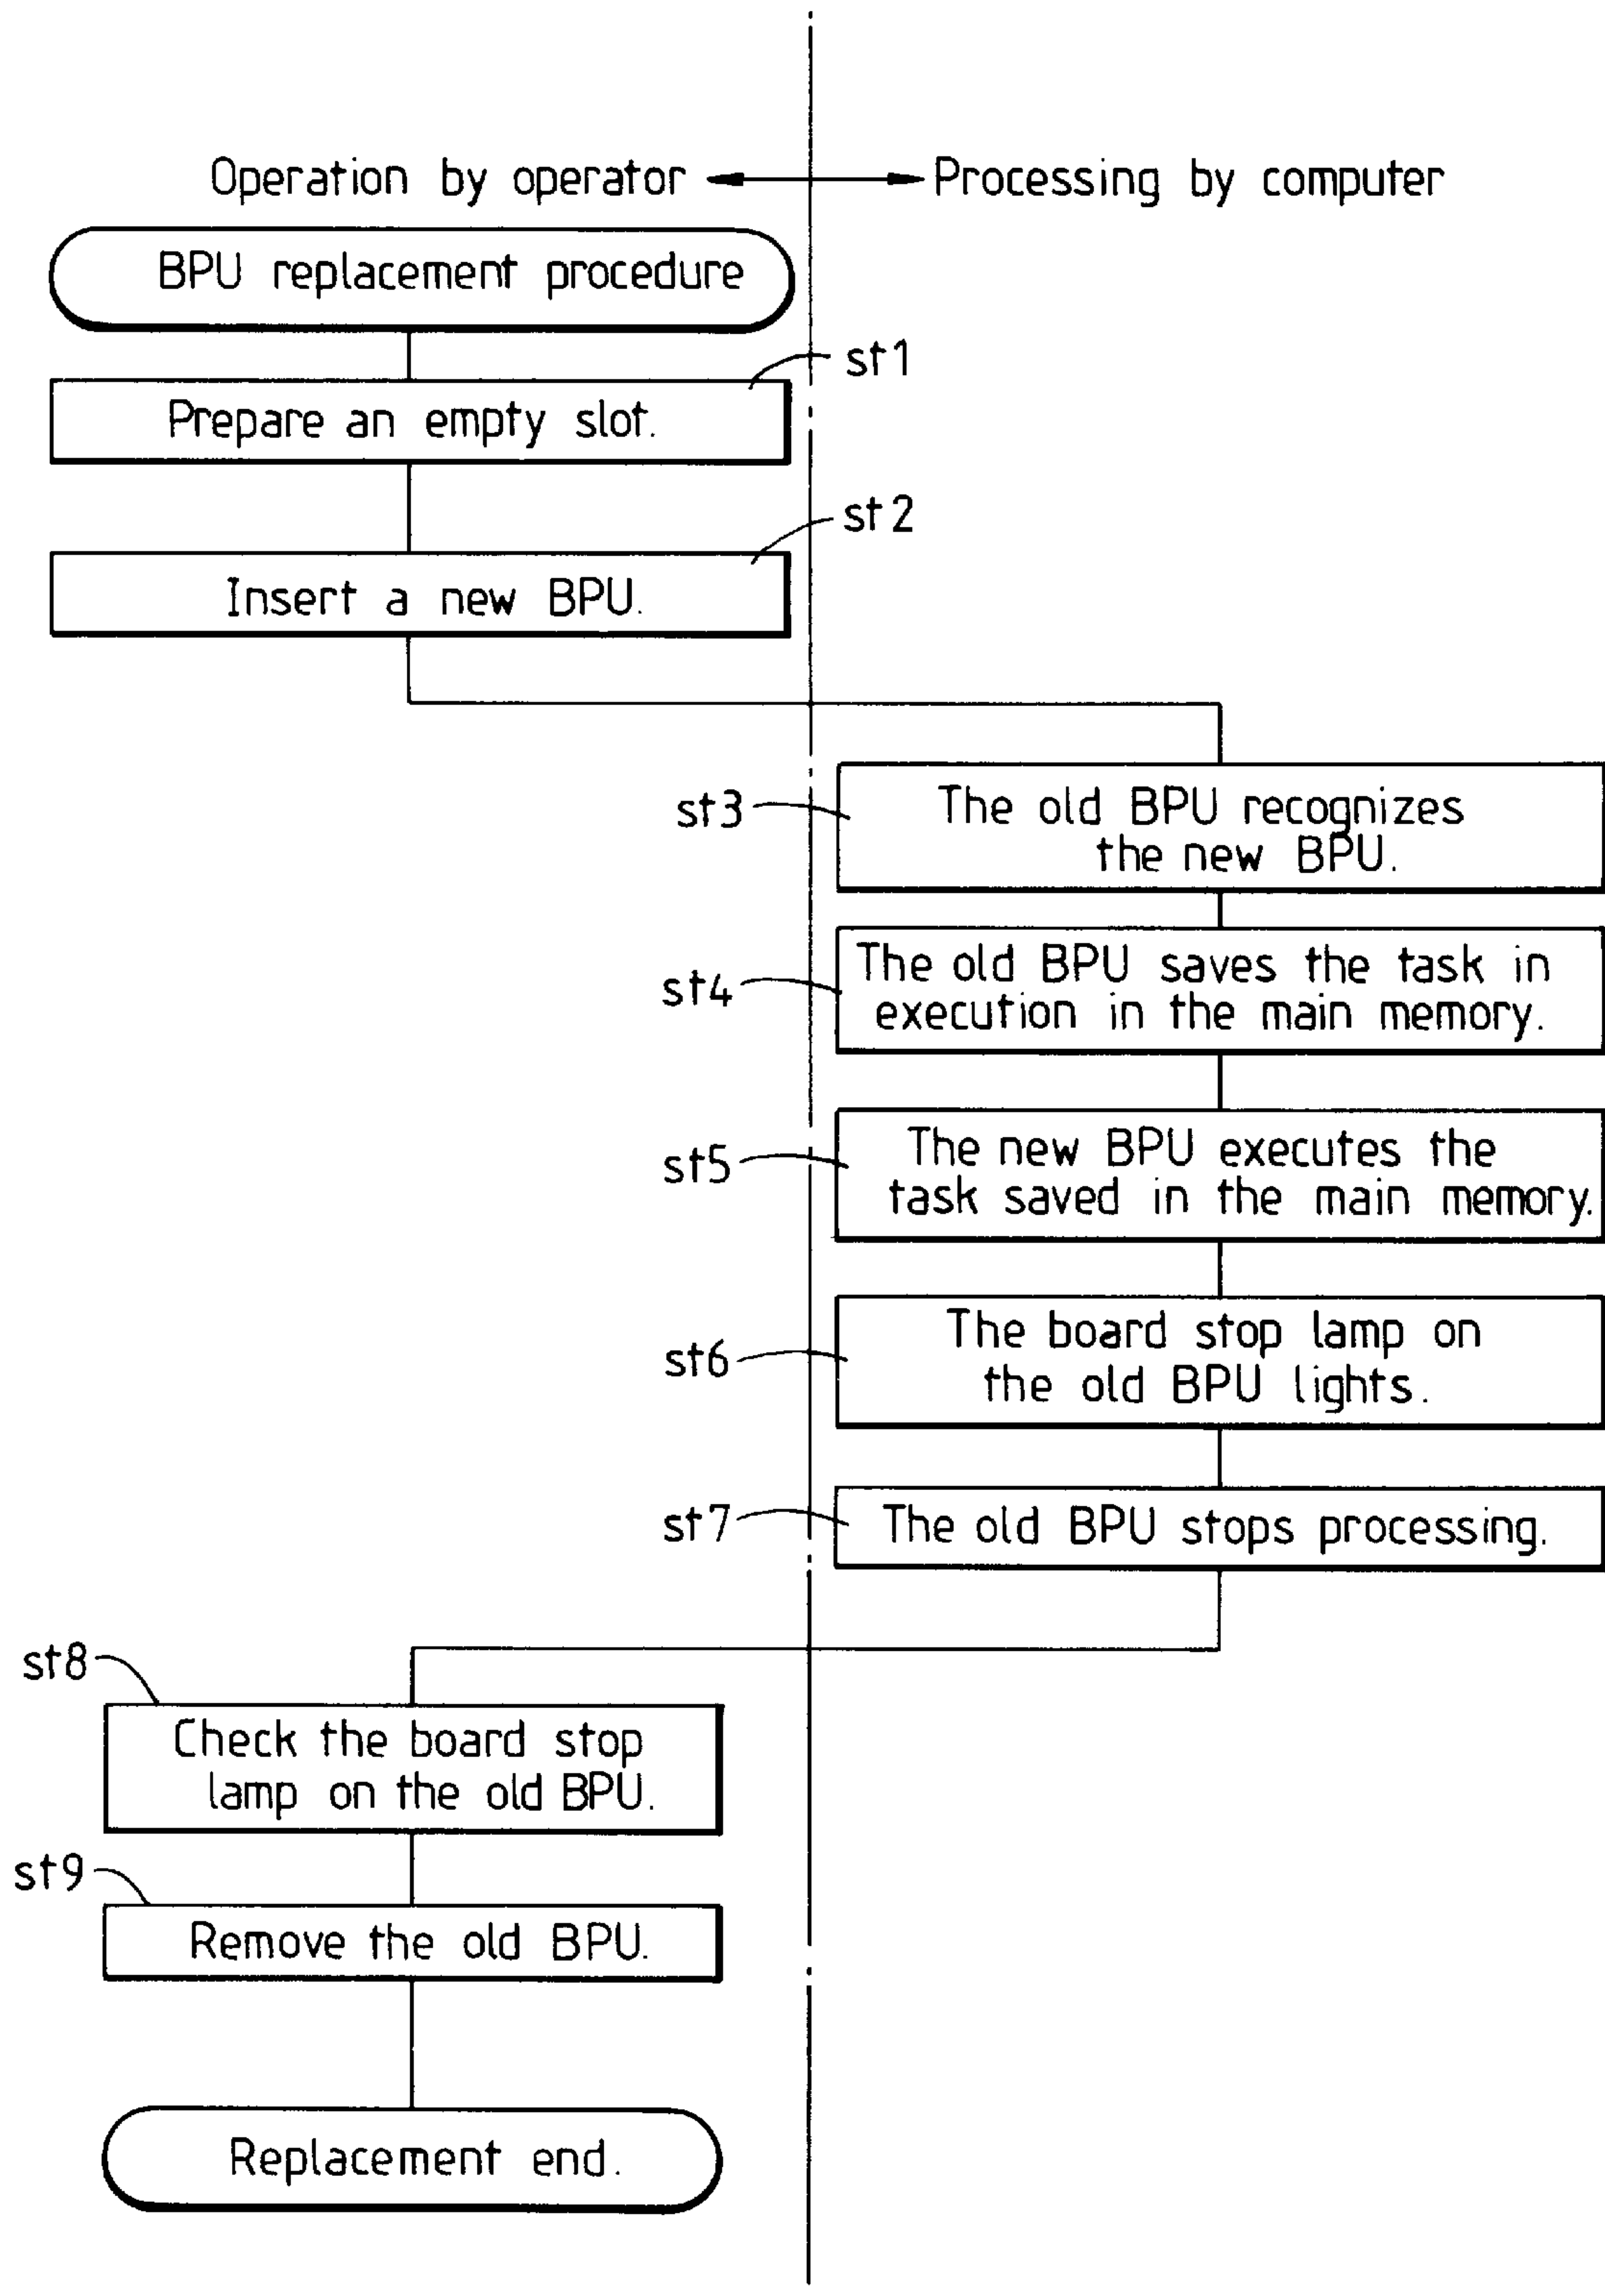 Operation by operator
Processing by computer
BPU replacement procedure
st1
Prepare an empty slot.
st2
Insert a new BPU.
st3
The old BPU recognizes
the new BPU.
st4
The old BPU saves the task in
execution in the main memory.
st5
The new BPU executes the
task saved in the main memory.
st6
The board stop lamp on
the old BPU lights.
st7
The old BPU stops processing.
st8
Check the board stop
lamp on the old BPU.
st9
Remove the old BPU.
Replacement end.